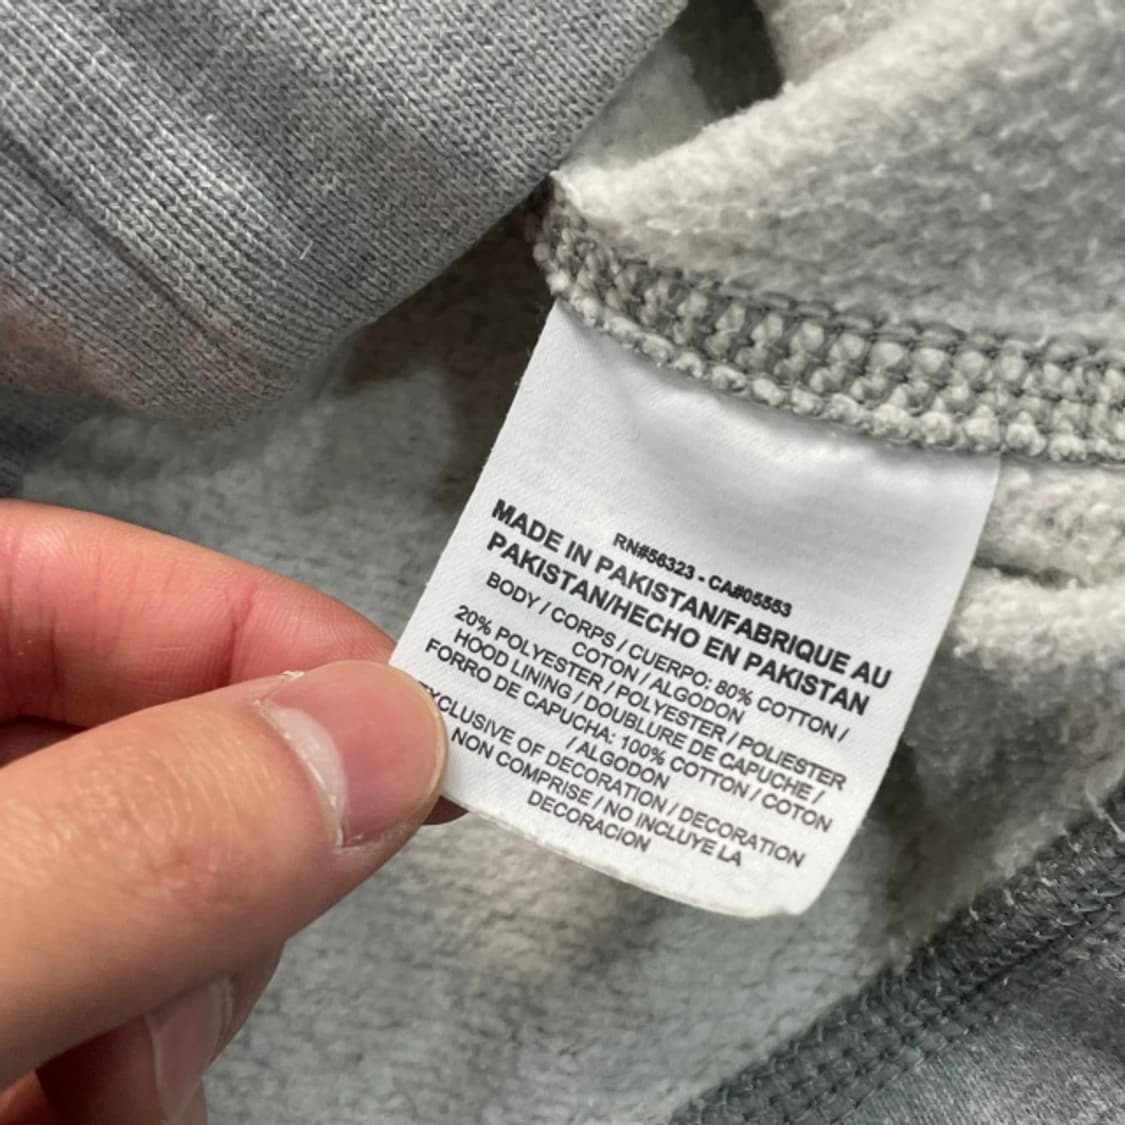 RN#56323 - CA#05553
MADE IN PAKISTAN/FABRIQUE AU
PAKISTAN/HECHO EN PAKISTAN
BODY / CORPS / CUERPO: 80% COTTON /
COTON / ALGODON
20% POLYESTER / POLYESTER / POLIESTER
HOOD LINING / DOUBLURE DE CAPUCHE /
FORRO DE CAPUCHA: 100% COTTON / COTON
/ ALGODON
EXCLUSIVE OF DECORATION / DECORATION
NON COMPRISE / NO INCLUYE LA
DECORACION